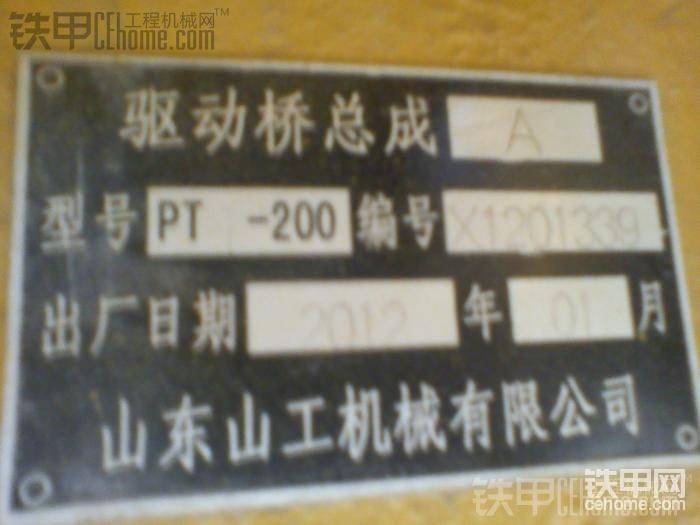 铁甲 工程机械网
CEhome.com
驱动桥总成 A
型号 PT -200 编号 X1201339
出厂日期 2012 年 01 月
山东山工机械有限公司
铁甲网
cehome.com